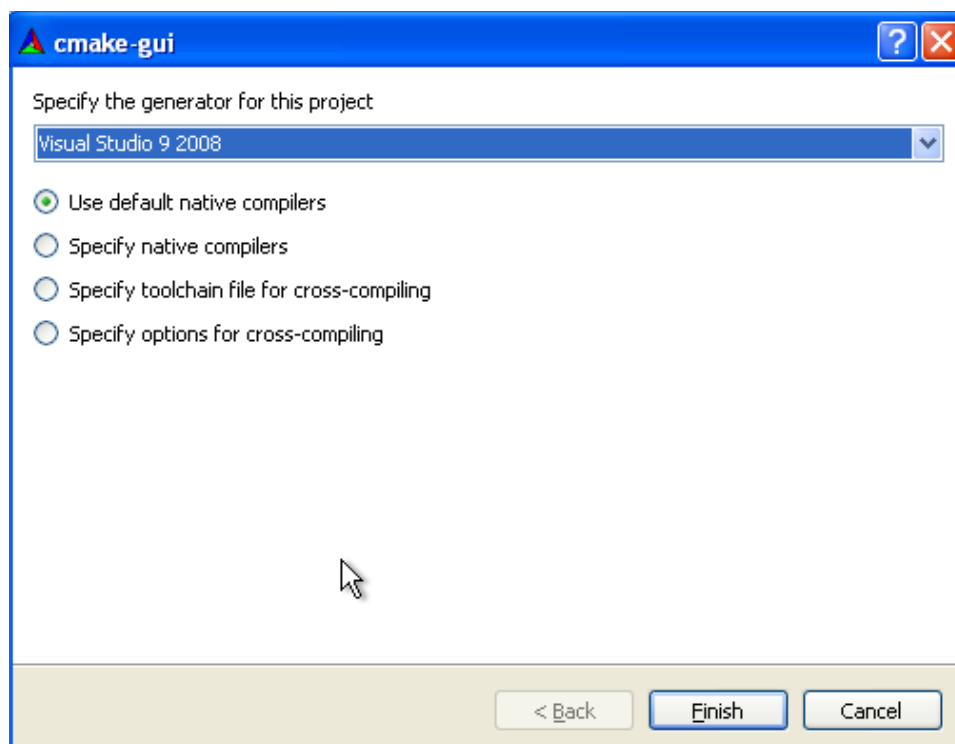 cmake-gui
Specify the generator for this project
Visual Studio 9 2008
Use default native compilers
Specify native compilers
Specify toolchain file for cross-compiling
Specify options for cross-compiling
< Back Finish Cancel